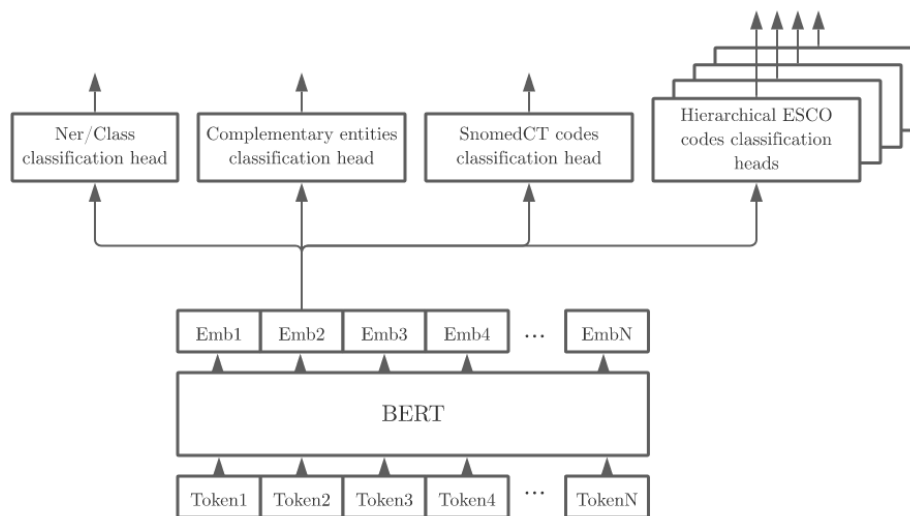 Ner/Class
classification head
Complementary entities
classification head
SnomedCT codes
classification head
Hierarchical ESCO
codes classification
heads
Emb1 Emb2 Emb3 Emb4 ... EmbN
BERT
Token1 Token2 Token3 Token4 ... TokenN